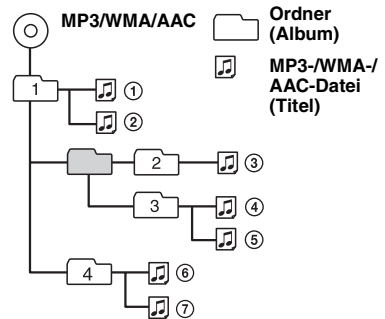 MP3/WMA/AAC
Ordner
(Album)
MP3-/WMA-/
AAC-Datei
(Titel)
1
①
②
2
③
3
④
⑤
4
⑥
⑦